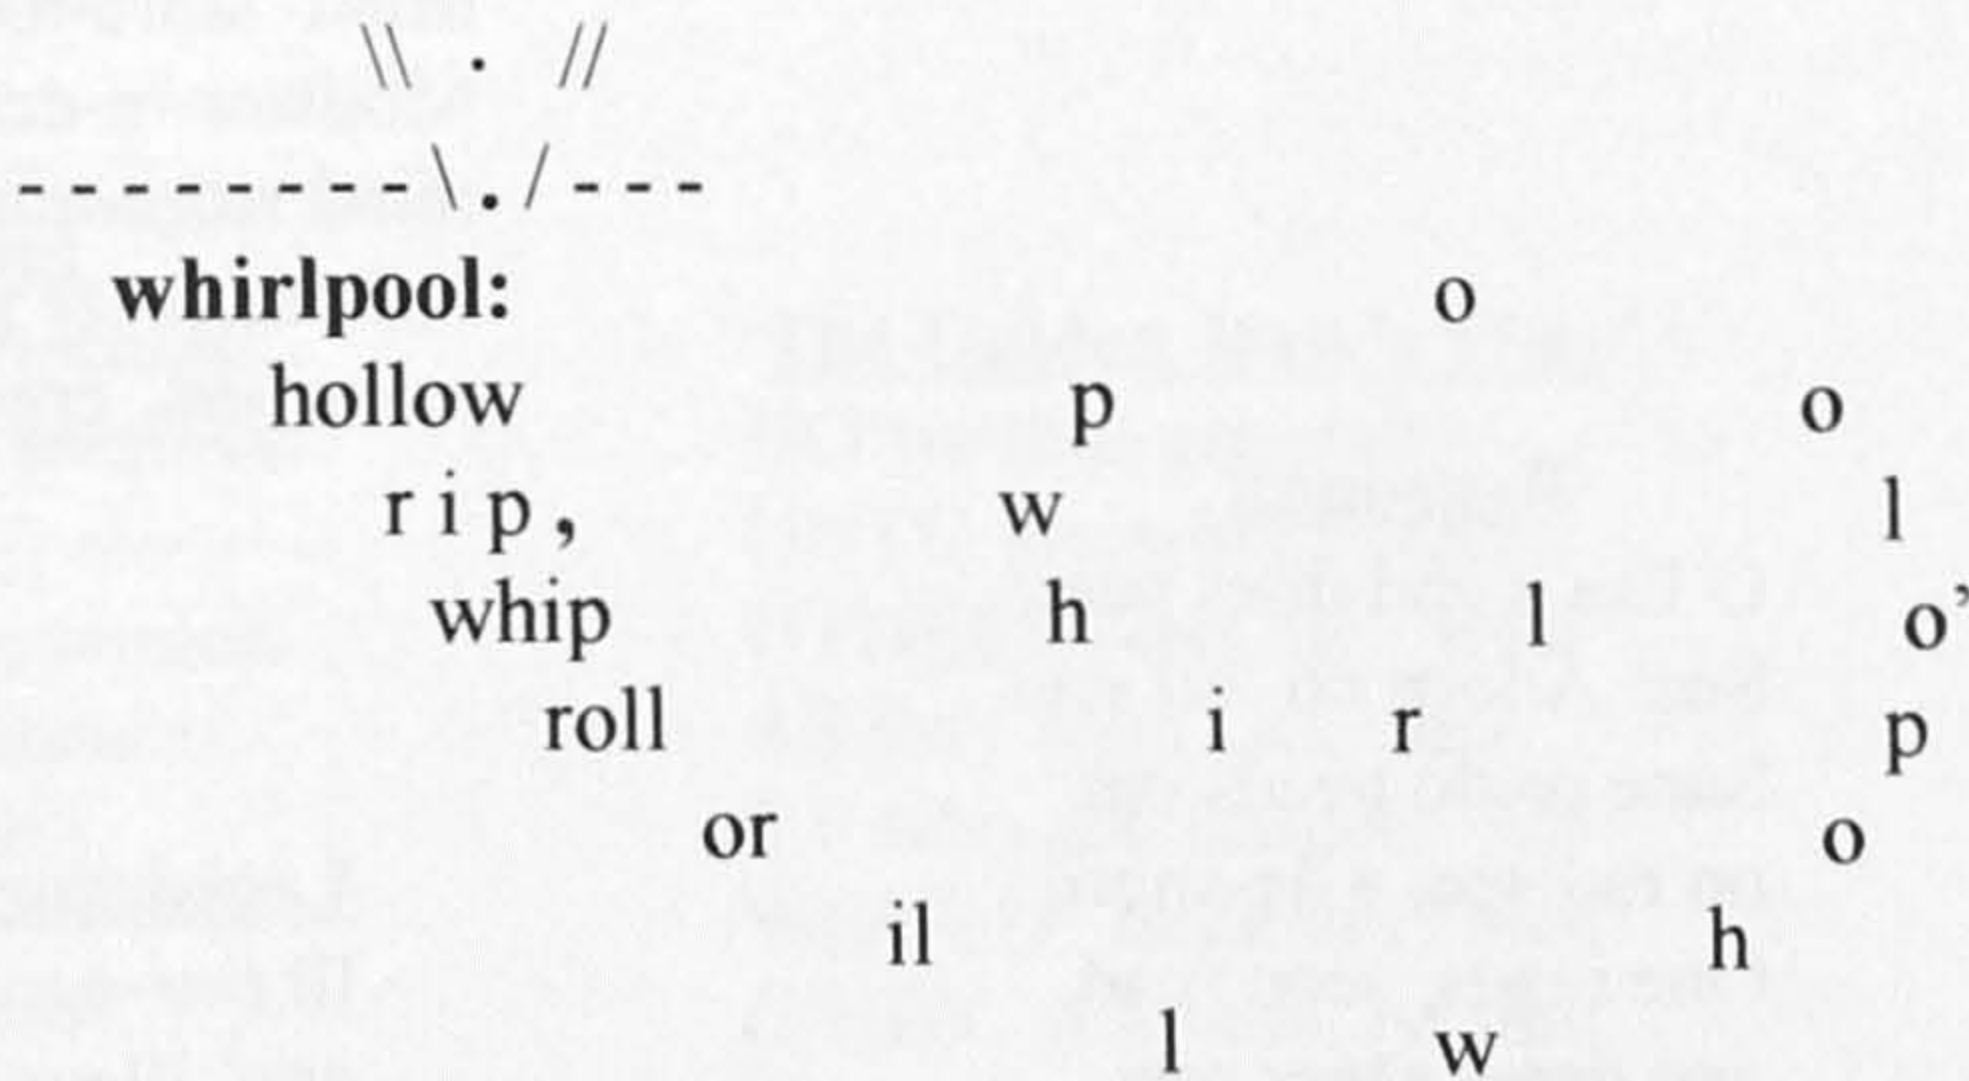 \\ · //
- - - - - - - - \ . / - - -
whirlpool: o
hollow p o
r i p , w l
whip h l o’
roll i r p
or o
il h
l w